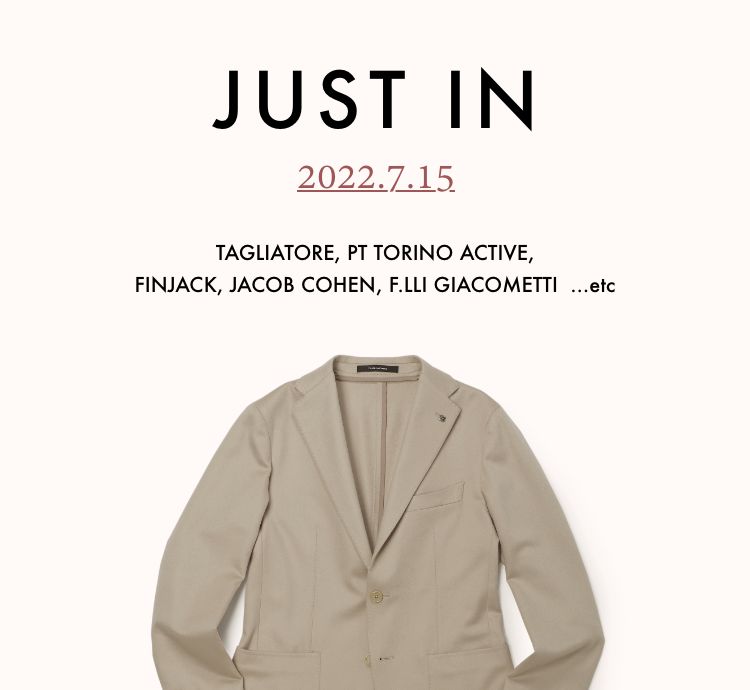 JUST IN
2022.7.15
TAGLIATORE, PT TORINO ACTIVE,
FINJACK, JACOB COHEN, F.LLI GIACOMETTI ...etc